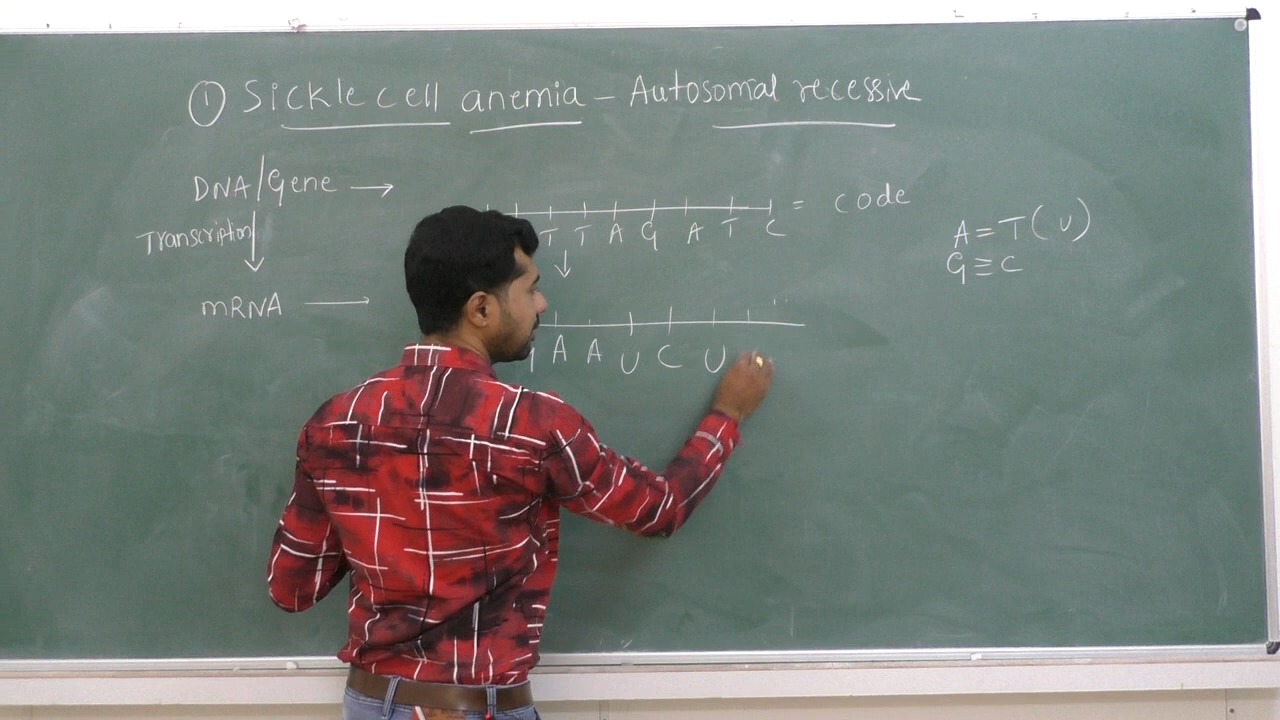 ① Sickle cell anemia – Autosomal recessive
DNA/Gene → = code
T T A G A T C
A = T (U)
Transcription ↓
G ≡ C
mRNA →
A A U C U